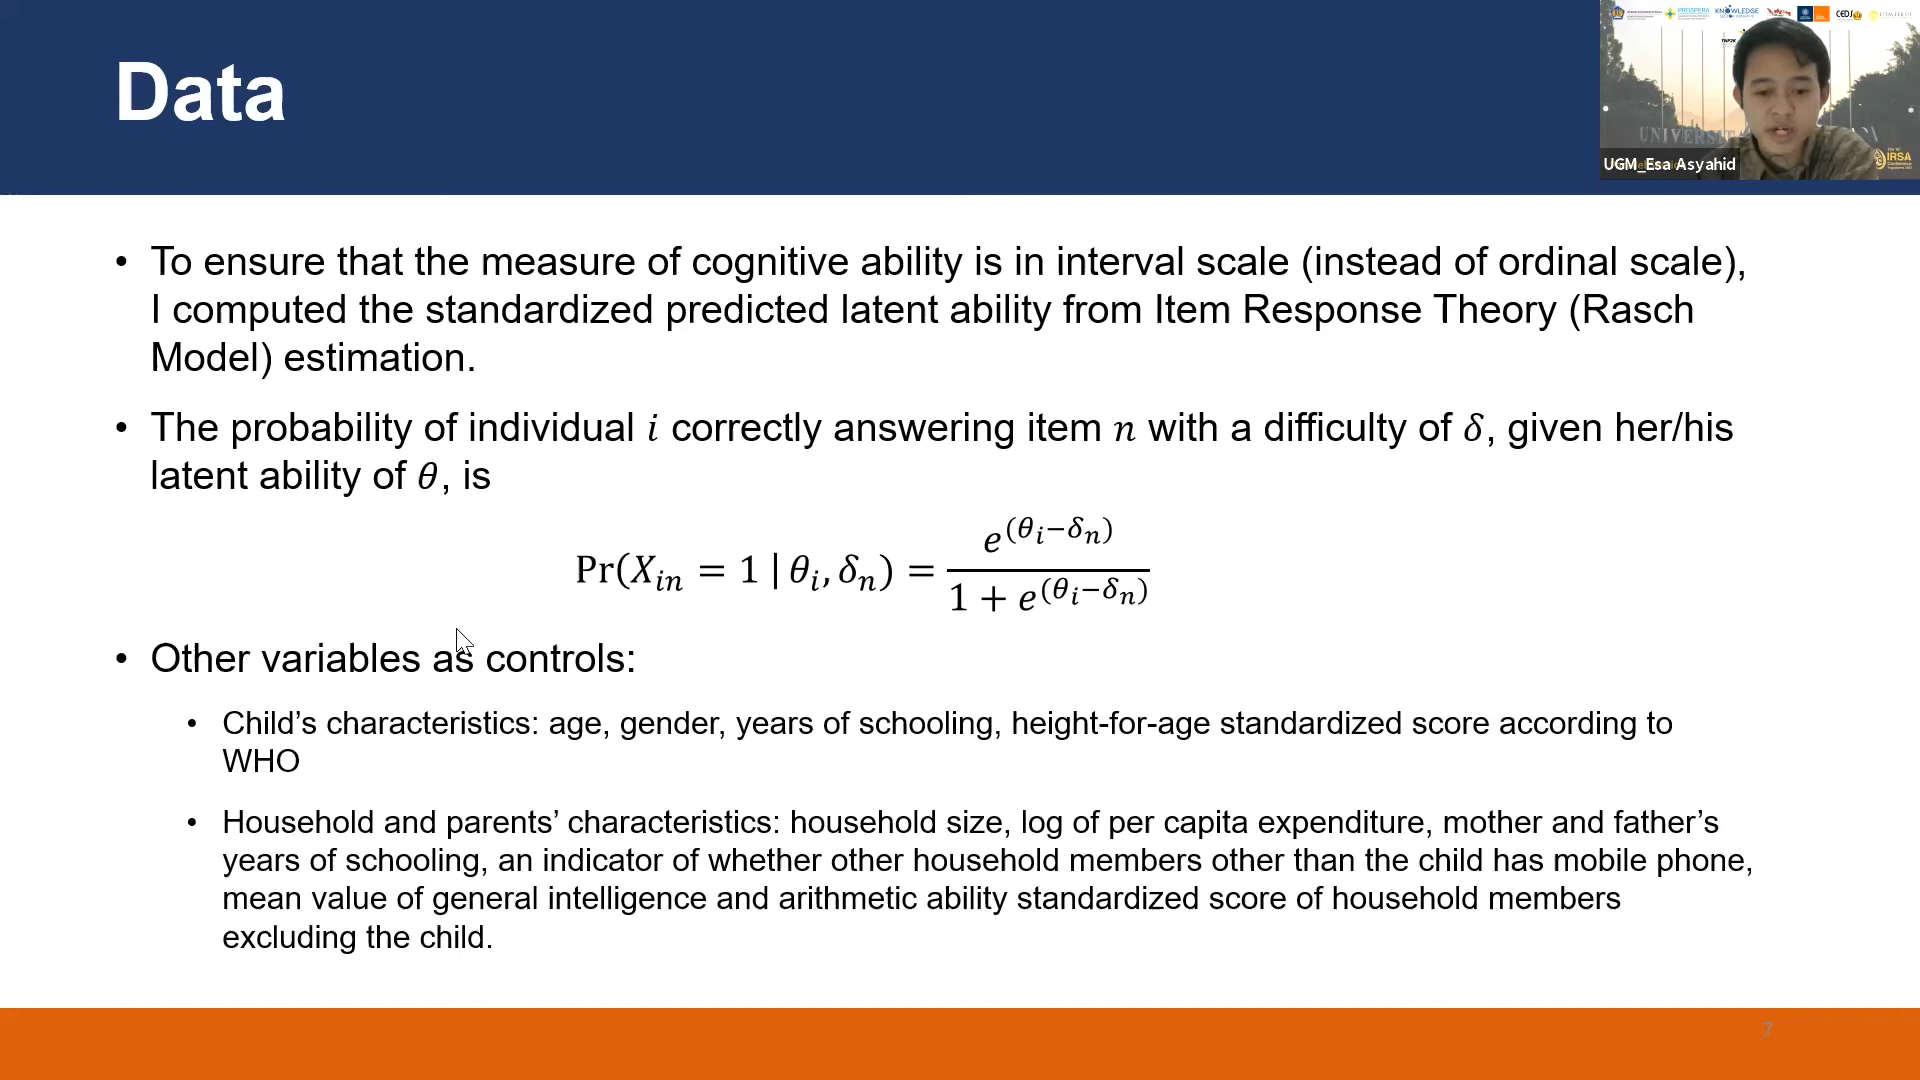 Data
PROSPERA
KNOWLEDGE
CEDS
UGM_Esa Asyahid
IRSA
• To ensure that the measure of cognitive ability is in interval scale (instead of ordinal scale),
I computed the standardized predicted latent ability from Item Response Theory (Rasch
Model) estimation.
• The probability of individual 𝑖 correctly answering item 𝑛 with a difficulty of 𝛿, given her/his
latent ability of 𝜃, is
Pr(𝑋𝑖𝑛 = 1 | 𝜃𝑖, 𝛿𝑛) = 𝑒^(𝜃𝑖−𝛿𝑛) / 1 + 𝑒^(𝜃𝑖−𝛿𝑛)
• Other variables as controls:
• Child’s characteristics: age, gender, years of schooling, height-for-age standardized score according to
WHO
• Household and parents’ characteristics: household size, log of per capita expenditure, mother and father’s
years of schooling, an indicator of whether other household members other than the child has mobile phone,
mean value of general intelligence and arithmetic ability standardized score of household members
excluding the child.
7